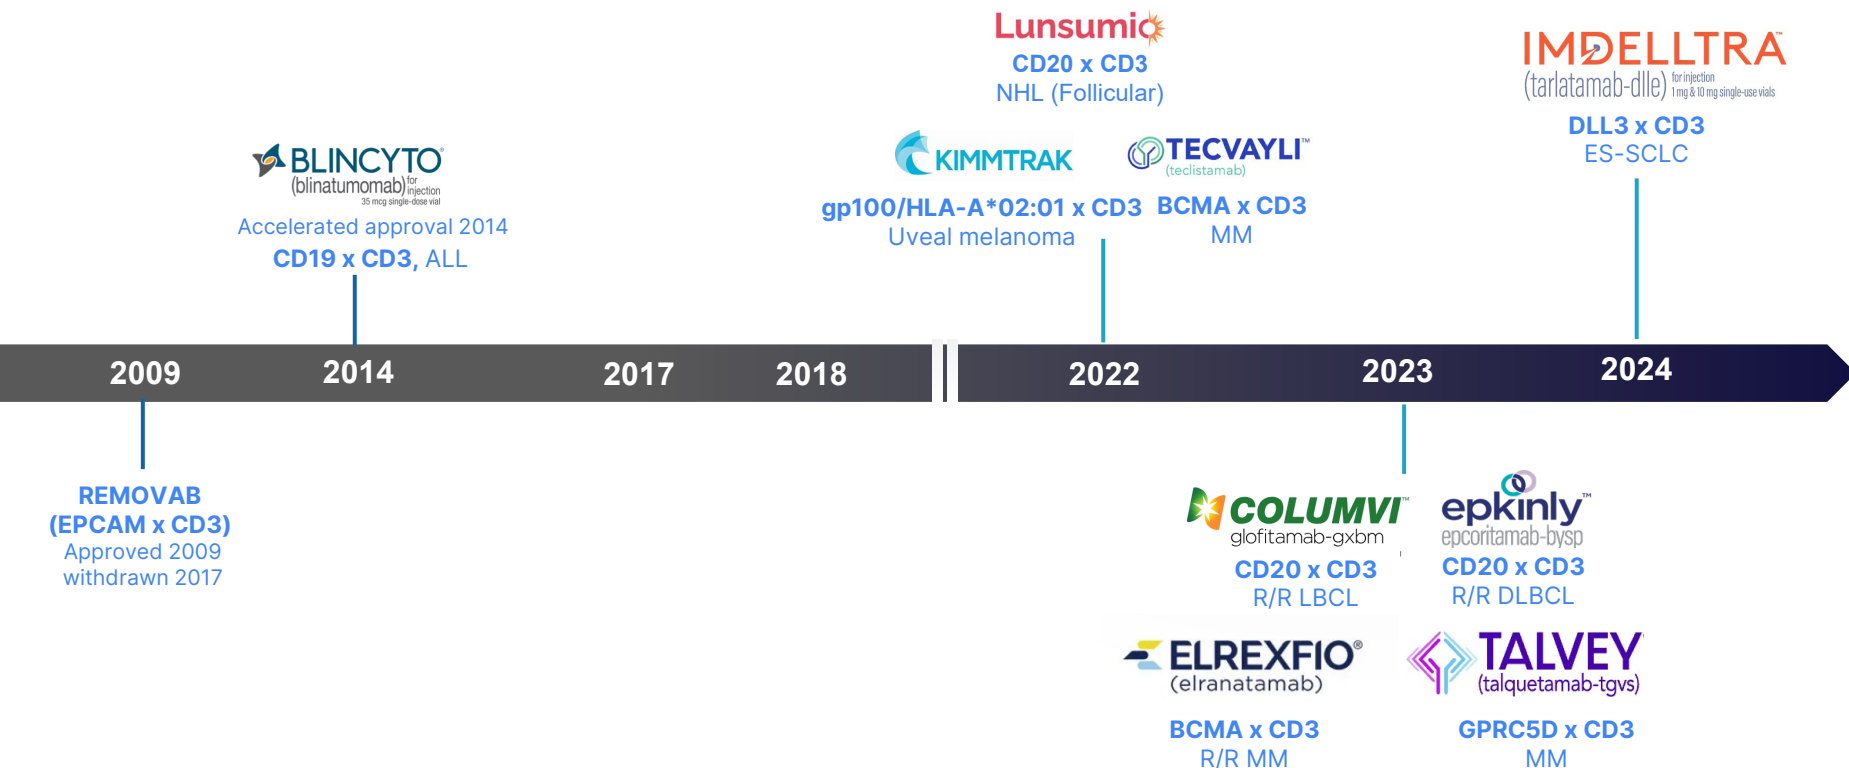 Lunsumio
CD20 x CD3
NHL (Follicular)
IMDELLTRA™
(tarlatamab-dlle) for injection
1 mg & 10 mg single-use vials
DLL3 x CD3
ES-SCLC
BLINCYTO®
(blinatumomab) for injection
35 mcg single-dose vial
Accelerated approval 2014
CD19 x CD3, ALL
KIMMTRAK
gp100/HLA-A*02:01 x CD3
Uveal melanoma
TECVAYLI™
(teclistamab)
BCMA x CD3
MM
2009
2014
2017
2018
2022
2023
2024
REMOVAB
(EPCAM x CD3)
Approved 2009
withdrawn 2017
COLUMVI™
glofitamab-gxbm
CD20 x CD3
R/R LBCL
epkinly™
epcoritamab-bysp
CD20 x CD3
R/R DLBCL
ELREXFIO®
(elranatamab)
BCMA x CD3
R/R MM
TALVEY
(talquetamab-tgvs)
GPRC5D x CD3
MM